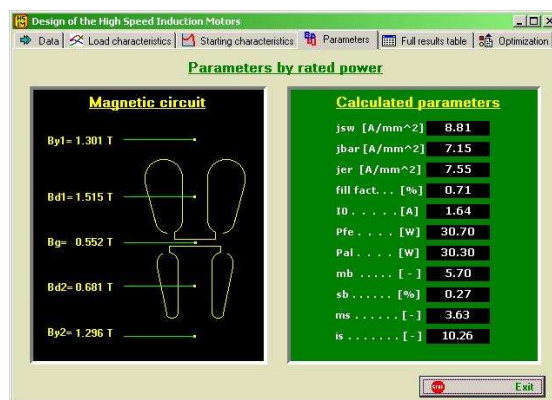 Design of the High Speed Induction Motors
Data Load characteristics Starting characteristics Parameters Full results table Optimization
Parameters by rated power
Magnetic circuit
By1= 1.301 T
Bd1= 1.515 T
Bg= 0.552 T
Bd2= 0.681 T
By2= 1.296 T
Calculated parameters
jsw [A/mm^2] 8.81
jbar [A/mm^2] 7.15
jer [A/mm^2] 7.55
fill fact. . . [%] 0.71
I0 . . . . . [A] 1.64
Pfe . . . . [W] 30.70
Pal . . . . [W] 30.30
mb . . . . . [ - ] 5.70
sb . . . . . . [%] 0.27
ms . . . . . . [ - ] 3.63
is . . . . . . . [ - ] 10.26
Exit